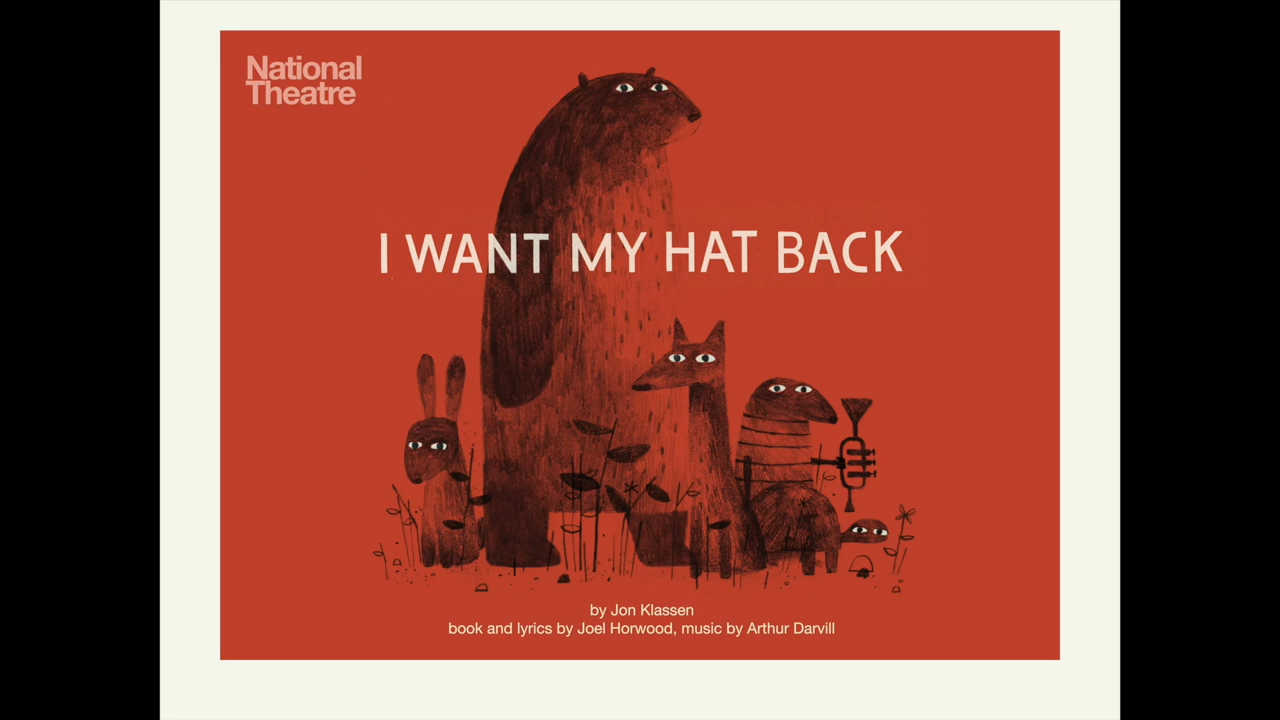 National
Theatre
I WANT MY HAT BACK
by Jon Klassen
book and lyrics by Joel Horwood, music by Arthur Darvill